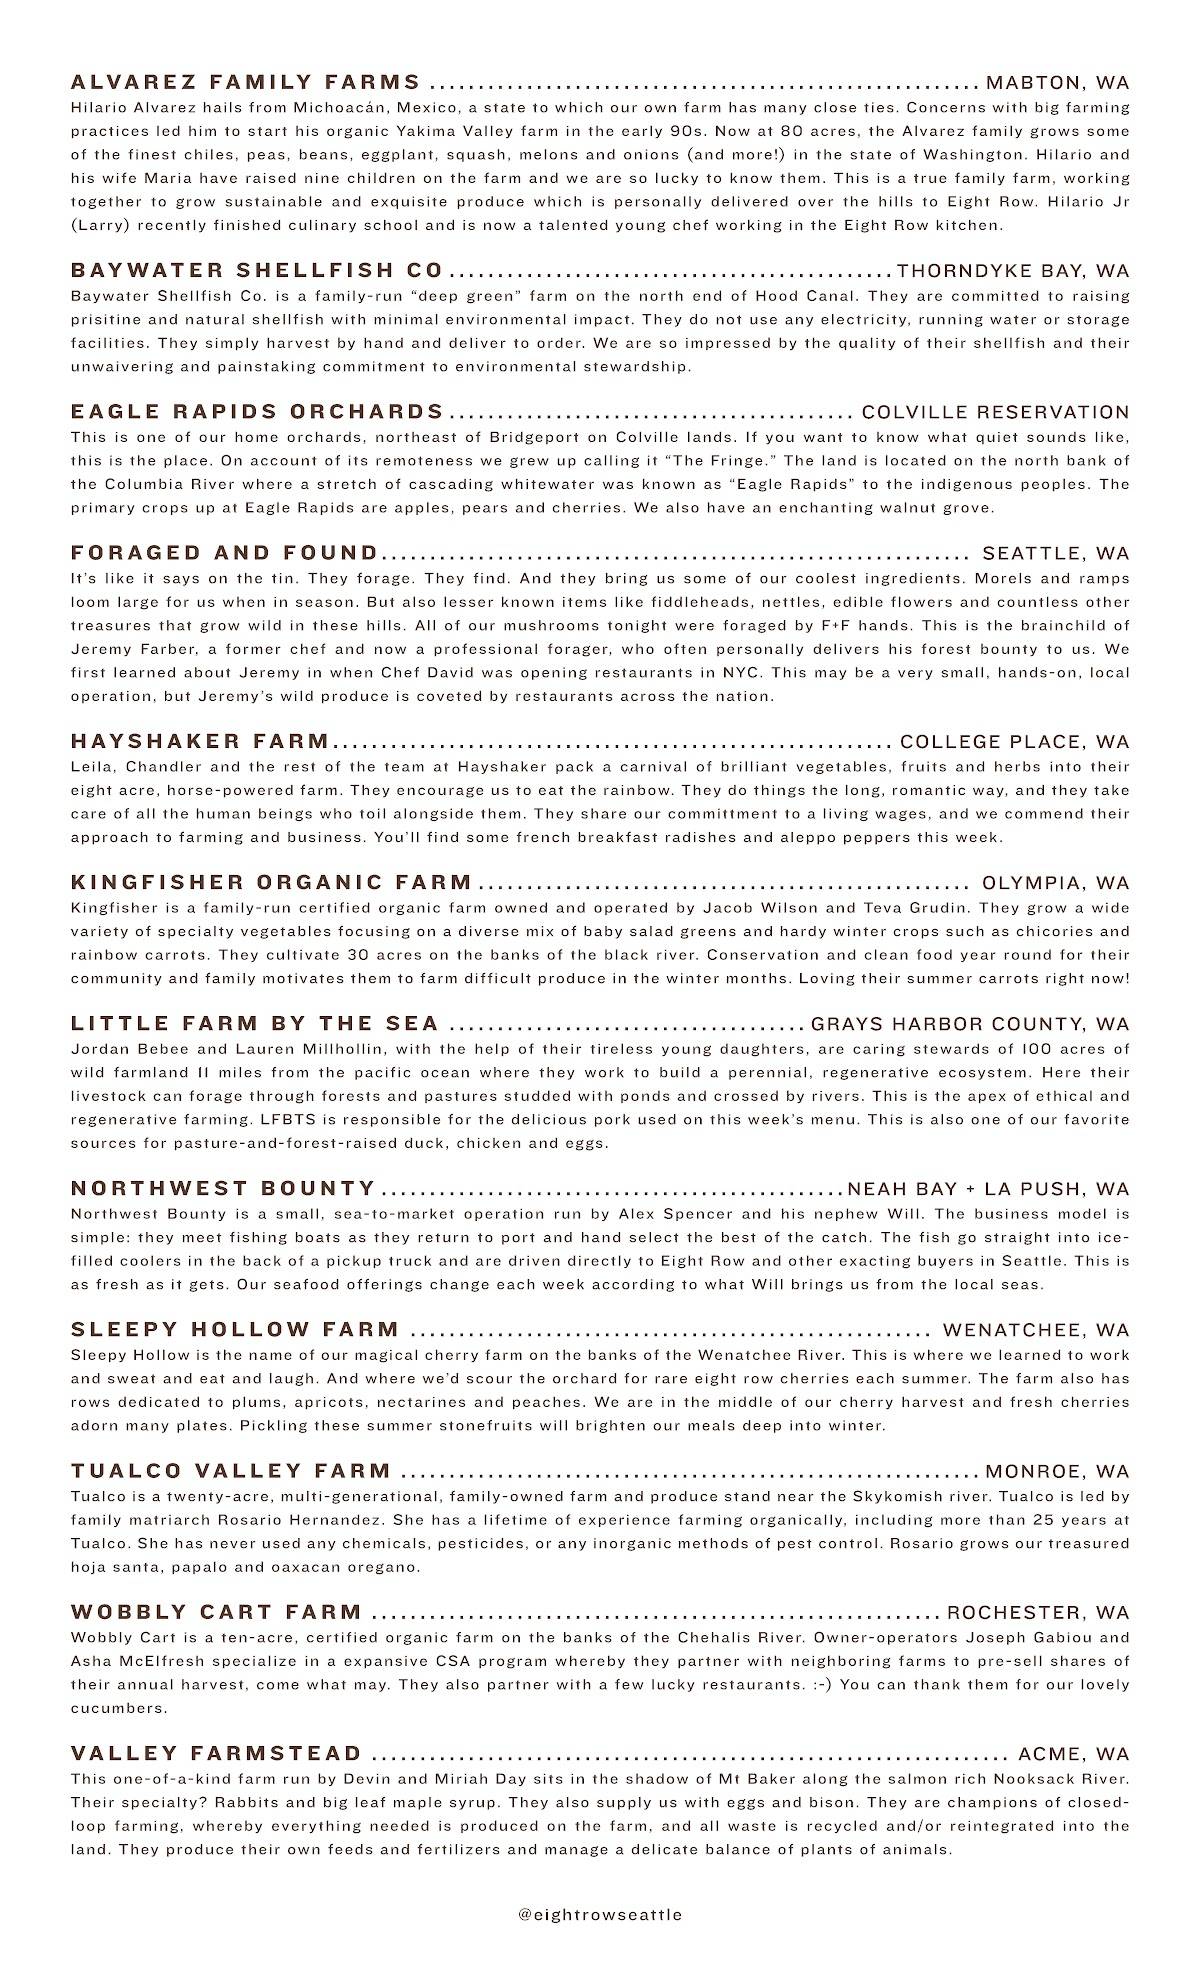 ALVAREZ FAMILY FARMS ........................................................ MABTON, WA
Hilario Alvarez hails from Michoacán, Mexico, a state to which our own farm has many close ties. Concerns with big farming
practices led him to start his organic Yakima Valley farm in the early 90s. Now at 80 acres, the Alvarez family grows some
of the finest chiles, peas, beans, eggplant, squash, melons and onions (and more!) in the state of Washington. Hilario and
his wife Maria have raised nine children on the farm and we are so lucky to know them. This is a true family farm, working
together to grow sustainable and exquisite produce which is personally delivered over the hills to Eight Row. Hilario Jr
(Larry) recently finished culinary school and is now a talented young chef working in the Eight Row kitchen.
BAYWATER SHELLFISH CO ............................................. THORNDYKE BAY, WA
Baywater Shellfish Co. is a family-run “deep green” farm on the north end of Hood Canal. They are committed to raising
prisitine and natural shellfish with minimal environmental impact. They do not use any electricity, running water or storage
facilities. They simply harvest by hand and deliver to order. We are so impressed by the quality of their shellfish and their
unwaivering and painstaking commitment to environmental stewardship.
EAGLE RAPIDS ORCHARDS ......................................... COLVILLE RESERVATION
This is one of our home orchards, northeast of Bridgeport on Colville lands. If you want to know what quiet sounds like,
this is the place. On account of its remoteness we grew up calling it “The Fringe.” The land is located on the north bank of
the Columbia River where a stretch of cascading whitewater was known as “Eagle Rapids” to the indigenous peoples. The
primary crops up at Eagle Rapids are apples, pears and cherries. We also have an enchanting walnut grove.
FORAGED AND FOUND ............................................................ SEATTLE, WA
It’s like it says on the tin. They forage. They find. And they bring us some of our coolest ingredients. Morels and ramps
loom large for us when in season. But also lesser known items like fiddleheads, nettles, edible flowers and countless other
treasures that grow wild in these hills. All of our mushrooms tonight were foraged by F+F hands. This is the brainchild of
Jeremy Farber, a former chef and now a professional forager, who often personally delivers his forest bounty to us. We
first learned about Jeremy in when Chef David was opening restaurants in NYC. This may be a very small, hands-on, local
operation, but Jeremy’s wild produce is coveted by restaurants across the nation.
HAYSHAKER FARM ......................................................... COLLEGE PLACE, WA
Leila, Chandler and the rest of the team at Hayshaker pack a carnival of brilliant vegetables, fruits and herbs into their
eight acre, horse-powered farm. They encourage us to eat the rainbow. They do things the long, romantic way, and they take
care of all the human beings who toil alongside them. They share our committment to a living wages, and we commend their
approach to farming and business. You’ll find some french breakfast radishes and aleppo peppers this week.
KINGFISHER ORGANIC FARM .................................................. OLYMPIA, WA
Kingfisher is a family-run certified organic farm owned and operated by Jacob Wilson and Teva Grudin. They grow a wide
variety of specialty vegetables focusing on a diverse mix of baby salad greens and hardy winter crops such as chicories and
rainbow carrots. They cultivate 30 acres on the banks of the black river. Conservation and clean food year round for their
community and family motivates them to farm difficult produce in the winter months. Loving their summer carrots right now!
LITTLE FARM BY THE SEA .................................... GRAYS HARBOR COUNTY, WA
Jordan Bebee and Lauren Millhollin, with the help of their tireless young daughters, are caring stewards of 100 acres of
wild farmland 11 miles from the pacific ocean where they work to build a perennial, regenerative ecosystem. Here their
livestock can forage through forests and pastures studded with ponds and crossed by rivers. This is the apex of ethical and
regenerative farming. LFBTS is responsible for the delicious pork used on this week’s menu. This is also one of our favorite
sources for pasture-and-forest-raised duck, chicken and eggs.
NORTHWEST BOUNTY ............................................... NEAH BAY + LA PUSH, WA
Northwest Bounty is a small, sea-to-market operation run by Alex Spencer and his nephew Will. The business model is
simple: they meet fishing boats as they return to port and hand select the best of the catch. The fish go straight into ice-
filled coolers in the back of a pickup truck and are driven directly to Eight Row and other exacting buyers in Seattle. This is
as fresh as it gets. Our seafood offerings change each week according to what Will brings us from the local seas.
SLEEPY HOLLOW FARM ..................................................... WENATCHEE, WA
Sleepy Hollow is the name of our magical cherry farm on the banks of the Wenatchee River. This is where we learned to work
and sweat and eat and laugh. And where we’d scour the orchard for rare eight row cherries each summer. The farm also has
rows dedicated to plums, apricots, nectarines and peaches. We are in the middle of our cherry harvest and fresh cherries
adorn many plates. Pickling these summer stonefruits will brighten our meals deep into winter.
TUALCO VALLEY FARM ........................................................... MONROE, WA
Tualco is a twenty-acre, multi-generational, family-owned farm and produce stand near the Skykomish river. Tualco is led by
family matriarch Rosario Hernandez. She has a lifetime of experience farming organically, including more than 25 years at
Tualco. She has never used any chemicals, pesticides, or any inorganic methods of pest control. Rosario grows our treasured
hoja santa, papalo and oaxacan oregano.
WOBBLY CART FARM .......................................................... ROCHESTER, WA
Wobbly Cart is a ten-acre, certified organic farm on the banks of the Chehalis River. Owner-operators Joseph Gabiou and
Asha McElfresh specialize in a expansive CSA program whereby they partner with neighboring farms to pre-sell shares of
their annual harvest, come what may. They also partner with a few lucky restaurants. :-) You can thank them for our lovely
cucumbers.
VALLEY FARMSTEAD ................................................................. ACME, WA
This one-of-a-kind farm run by Devin and Miriah Day sits in the shadow of Mt Baker along the salmon rich Nooksack River.
Their specialty? Rabbits and big leaf maple syrup. They also supply us with eggs and bison. They are champions of closed-
loop farming, whereby everything needed is produced on the farm, and all waste is recycled and/or reintegrated into the
land. They produce their own feeds and fertilizers and manage a delicate balance of plants of animals.
@eightrowseattle